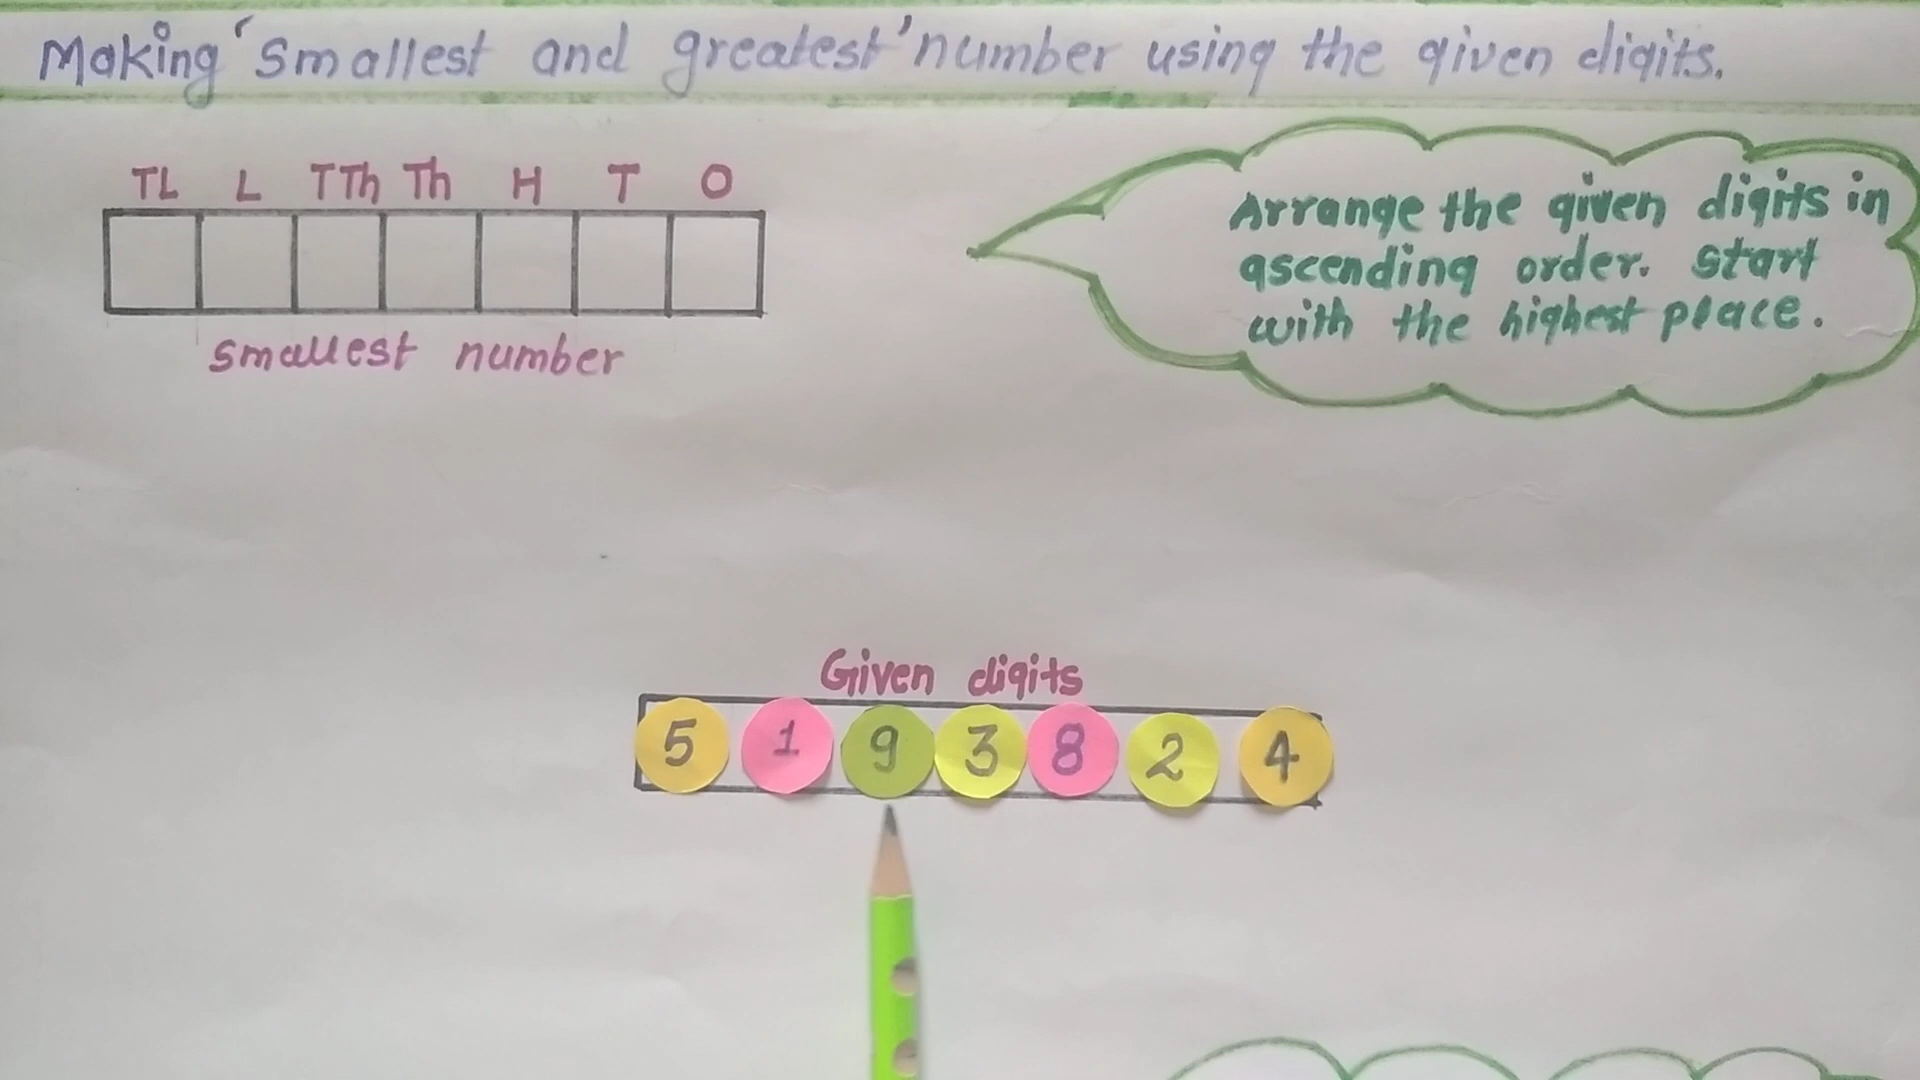 Making 'Smallest and greatest' number using the given digits.
TL L TTh Th H T O
smallest number
Arrange the given digits in
ascending order. Start
with the highest place.
Given digits
5 1 9 3 8 2 4